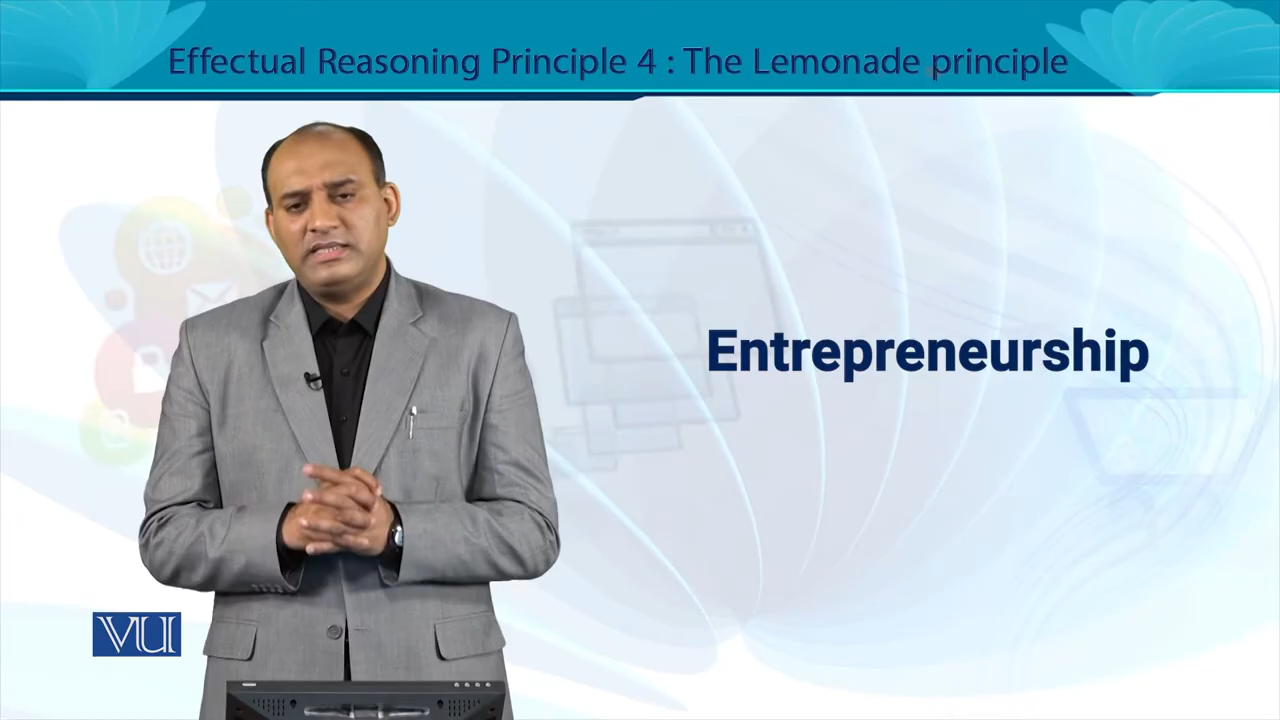 Effectual Reasoning Principle 4 : The Lemonade principle
Entrepreneurship
VU